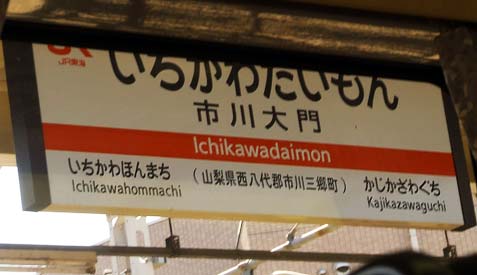 JR東海
いちかわだいもん
市川大門
Ichikawadaimon
いちかわほんまち
Ichikawahommachi
(山梨県西八代郡市川三郷町)
かじかざわぐち
Kajikazawaguchi